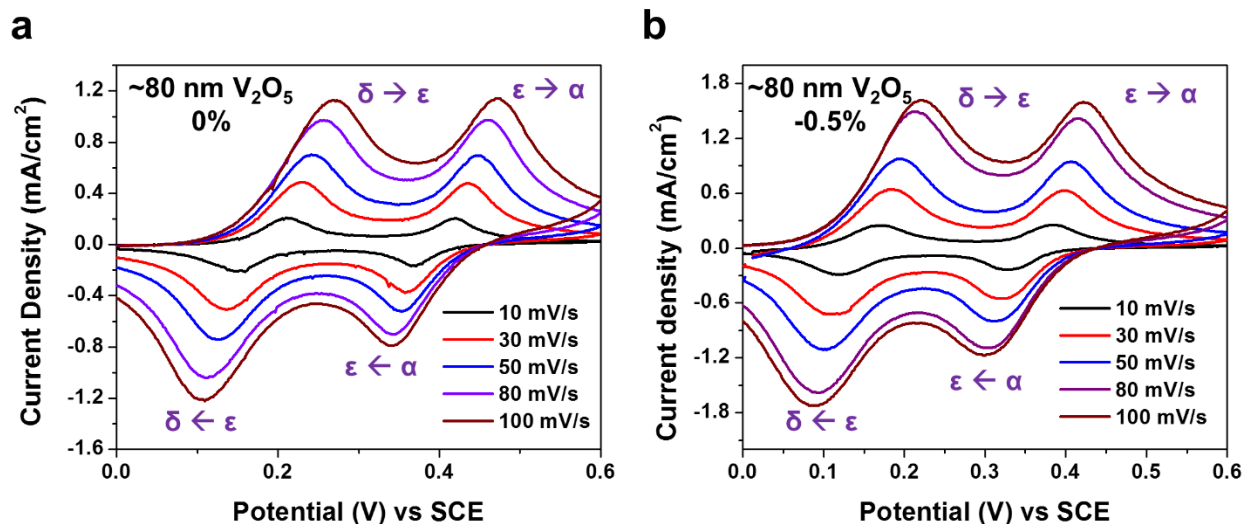 a
~80 nm V₂O₅
0%
δ → ε
ε → α
1.2
0.8
0.4
0.0
-0.4
-0.8
-1.2
-1.6
Current Density (mA/cm²)
10 mV/s
30 mV/s
50 mV/s
80 mV/s
100 mV/s
ε ← α
δ ← ε
0.0
0.2
0.4
0.6
Potential (V) vs SCE
b
~80 nm V₂O₅
-0.5%
δ → ε
ε → α
1.8
1.2
0.6
0.0
-0.6
-1.2
-1.8
Current density (mA/cm²)
10 mV/s
30 mV/s
50 mV/s
80 mV/s
100 mV/s
ε ← α
δ ← ε
0.0
0.1
0.2
0.3
0.4
0.5
0.6
Potential (V) vs SCE